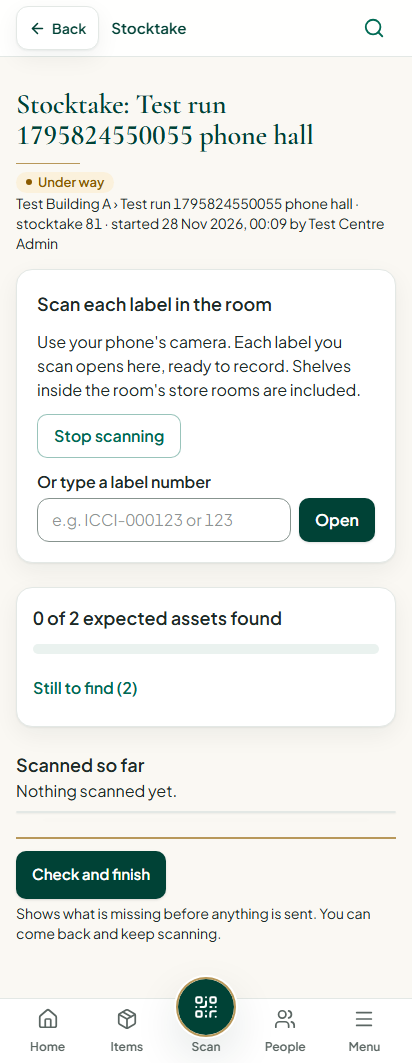 Back
Stocktake
Stocktake: Test run
1795824550055 phone hall
Under way
Test Building A › Test run 1795824550055 phone hall ·
stocktake 81 · started 28 Nov 2026, 00:09 by Test Centre
Admin
Scan each label in the room
Use your phone's camera. Each label you
scan opens here, ready to record. Shelves
inside the room's store rooms are included.
Stop scanning
Or type a label number
e.g. ICCI-000123 or 123
Open
0 of 2 expected assets found
Still to find (2)
Scanned so far
Nothing scanned yet.
Check and finish
Shows what is missing before anything is sent. You can
come back and keep scanning.
Home
Items
Scan
People
Menu